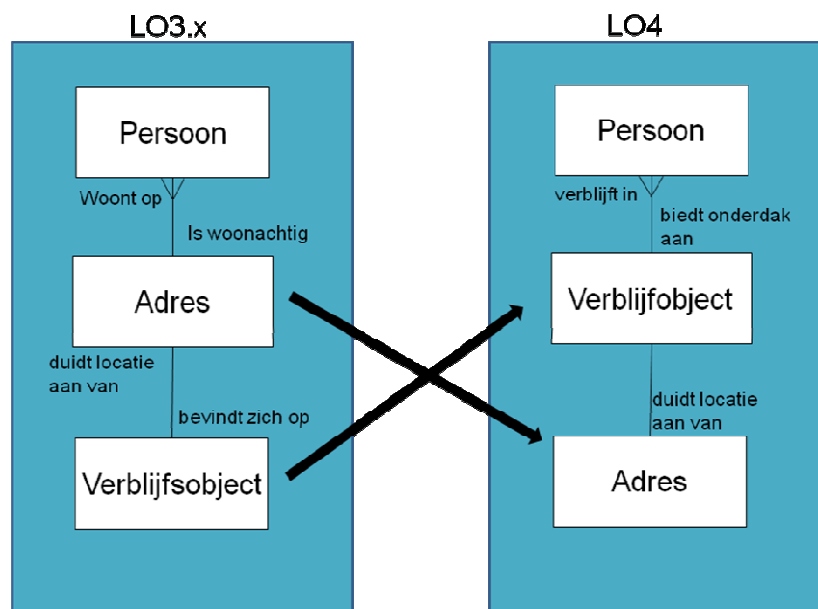 LO3.x
Persoon
Woont op
Is woonachtig
Adres
duidt locatie
aan van
bevindt zich op
Verblijfsobject
LO4
Persoon
verblijft in
biedt onderdak
aan
Verblijfobject
duidt locatie
aan van
Adres